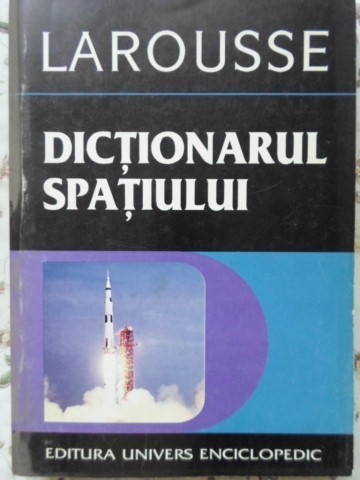 LAROUSSE
DICȚIONARUL
SPAȚIULUI
EDITURA UNIVERS ENCICLOPEDIC